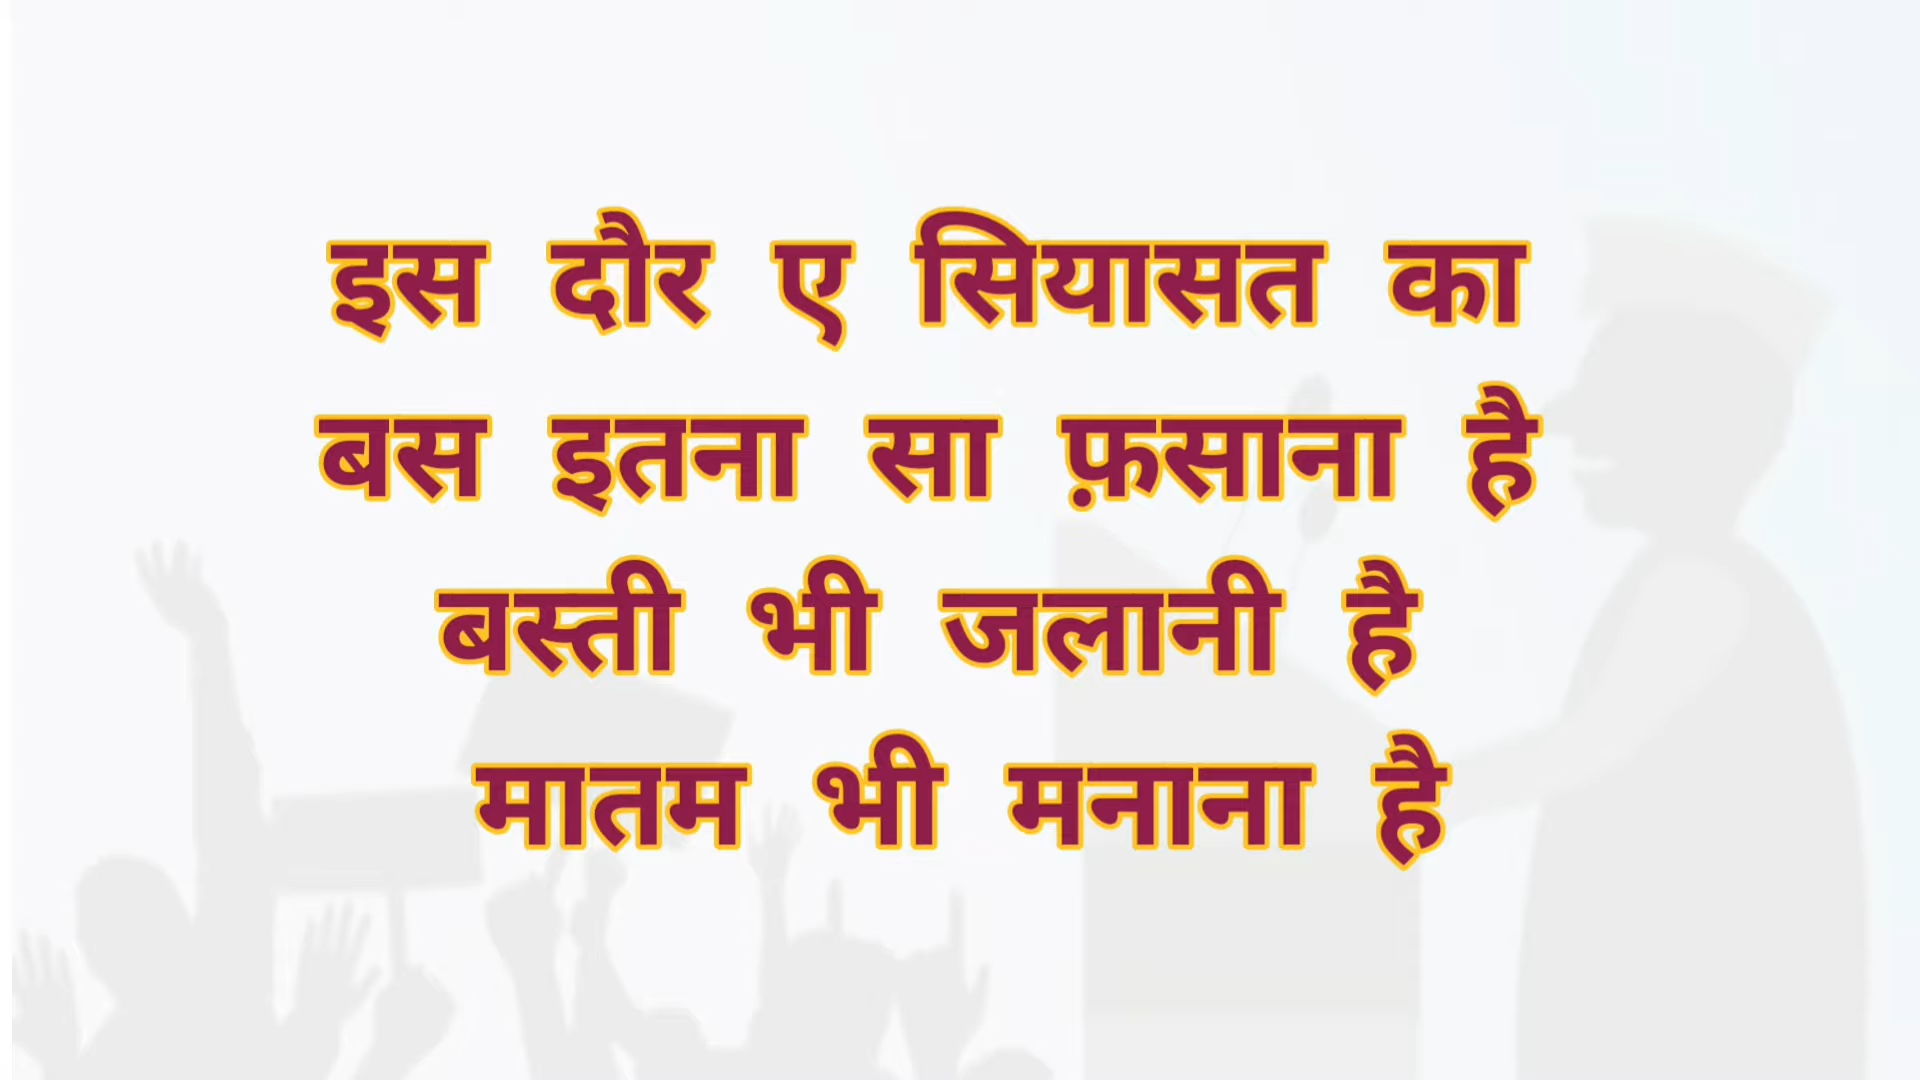 इस दौर ए सियासत का
बस इतना सा फ़साना है
बस्ती भी जलानी है
मातम भी मनाना है